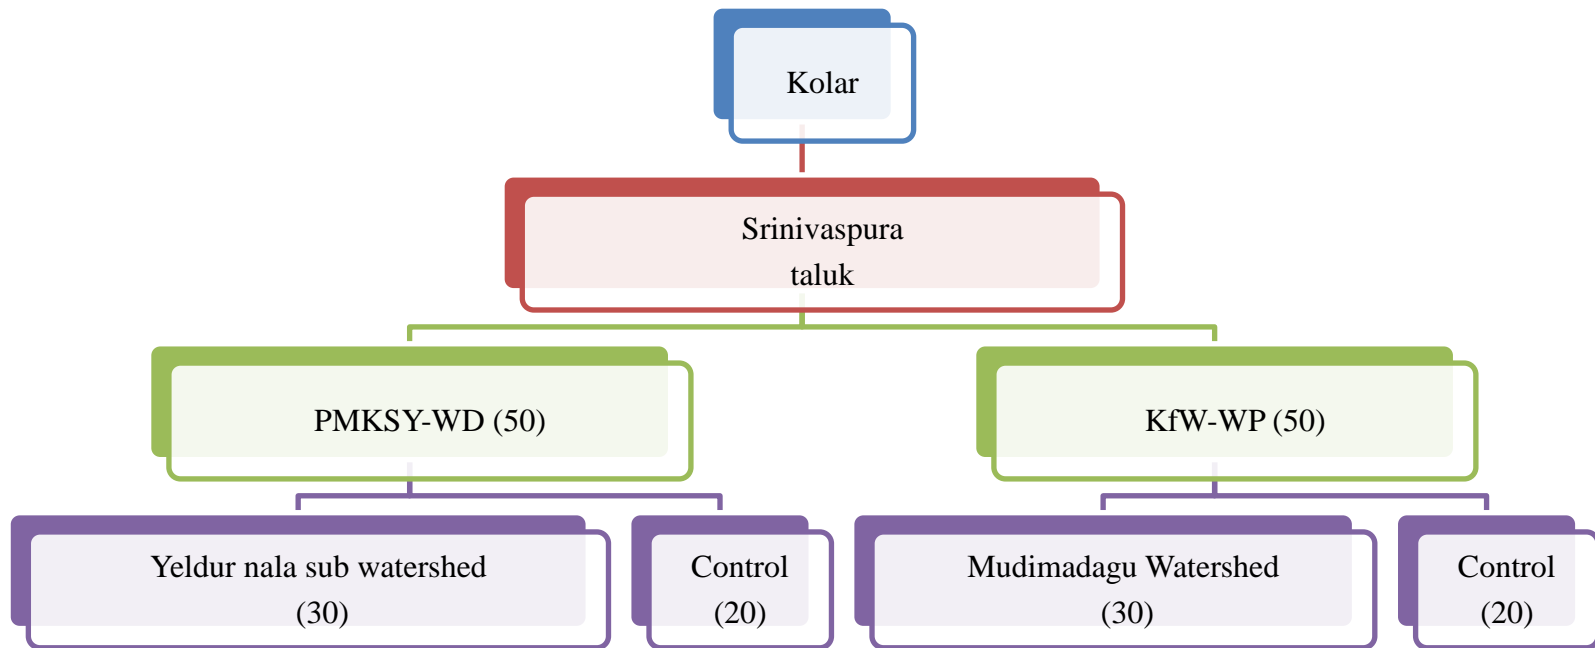 Kolar
Srinivaspura
taluk
PMKSY-WD (50)
KfW-WP (50)
Yeldur nala sub watershed
(30)
Control
(20)
Mudimadagu Watershed
(30)
Control
(20)